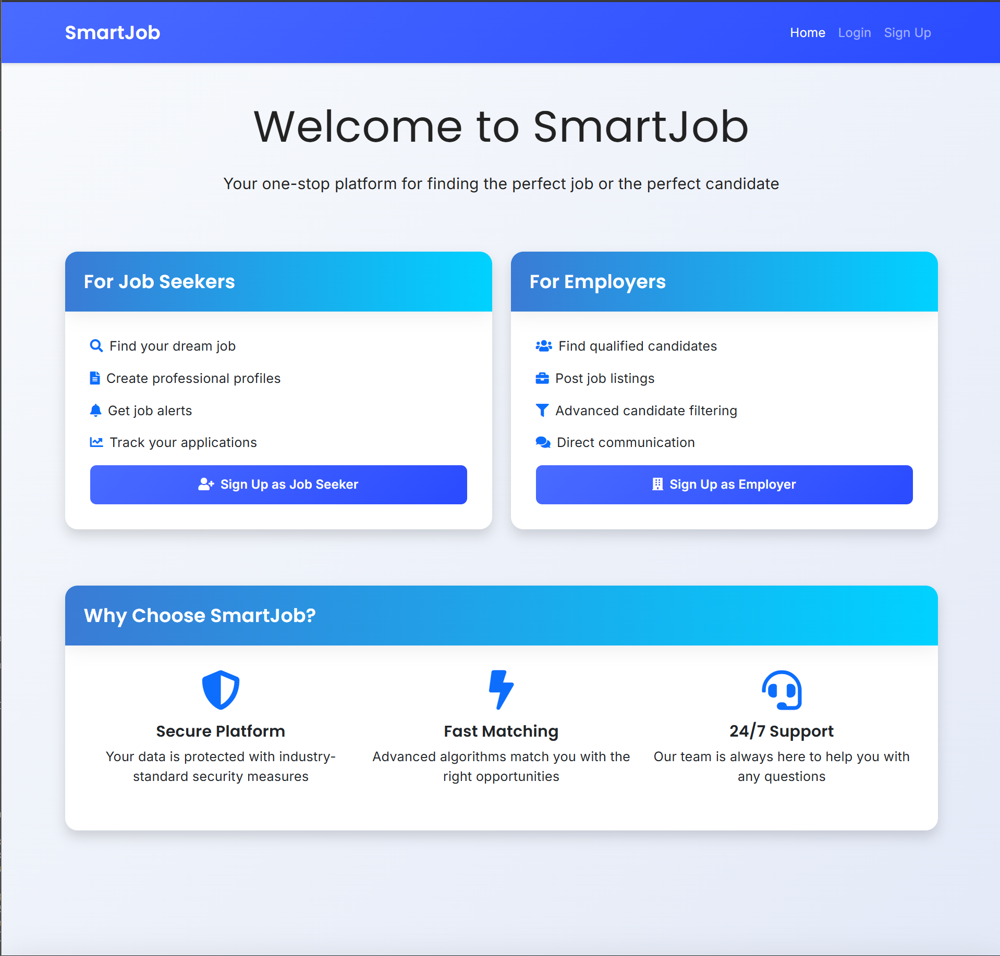 SmartJob
Home Login Sign Up
Welcome to SmartJob
Your one-stop platform for finding the perfect job or the perfect candidate
For Job Seekers
Find your dream job
Create professional profiles
Get job alerts
Track your applications
Sign Up as Job Seeker
For Employers
Find qualified candidates
Post job listings
Advanced candidate filtering
Direct communication
Sign Up as Employer
Why Choose SmartJob?
Secure Platform
Your data is protected with industry-
standard security measures
Fast Matching
Advanced algorithms match you with the
right opportunities
24/7 Support
Our team is always here to help you with
any questions